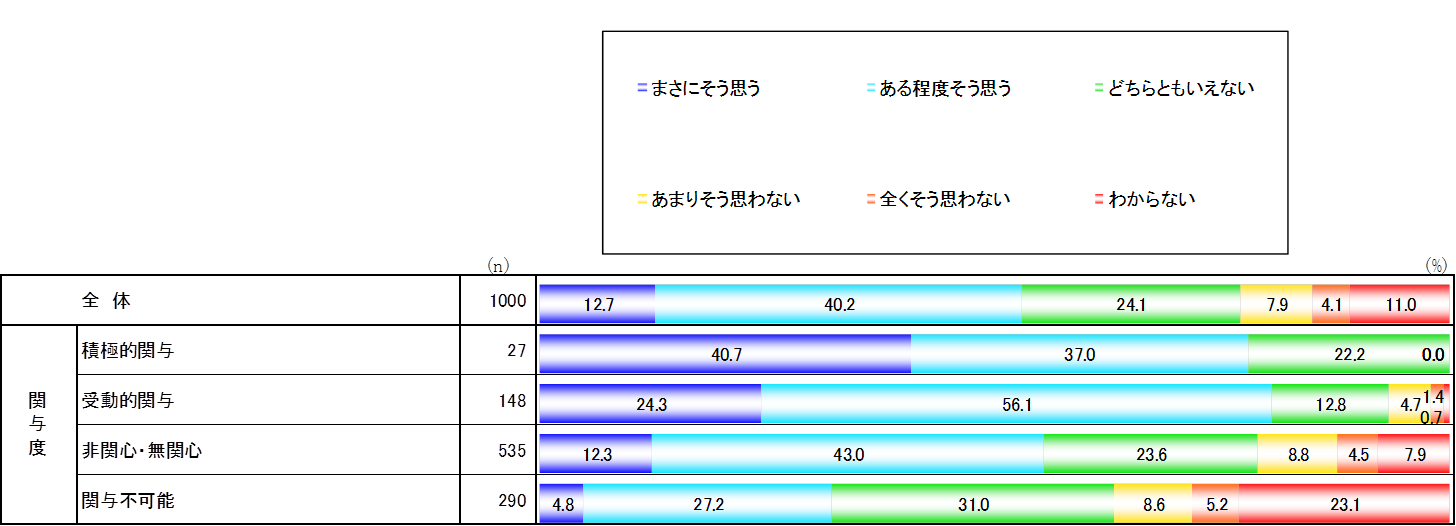 まさにそう思う ある程度そう思う どちらともいえない
あまりそう思わない 全くそう思わない わからない
(n) (%)
全 体 1000 12.7 40.2 24.1 7.9 4.1 11.0
関与度
積極的関与 27 40.7 37.0 22.2 0.0
受動的関与 148 24.3 56.1 12.8 4.7 1.4 0.7
非関心・無関心 535 12.3 43.0 23.6 8.8 4.5 7.9
関与不可能 290 4.8 27.2 31.0 8.6 5.2 23.1